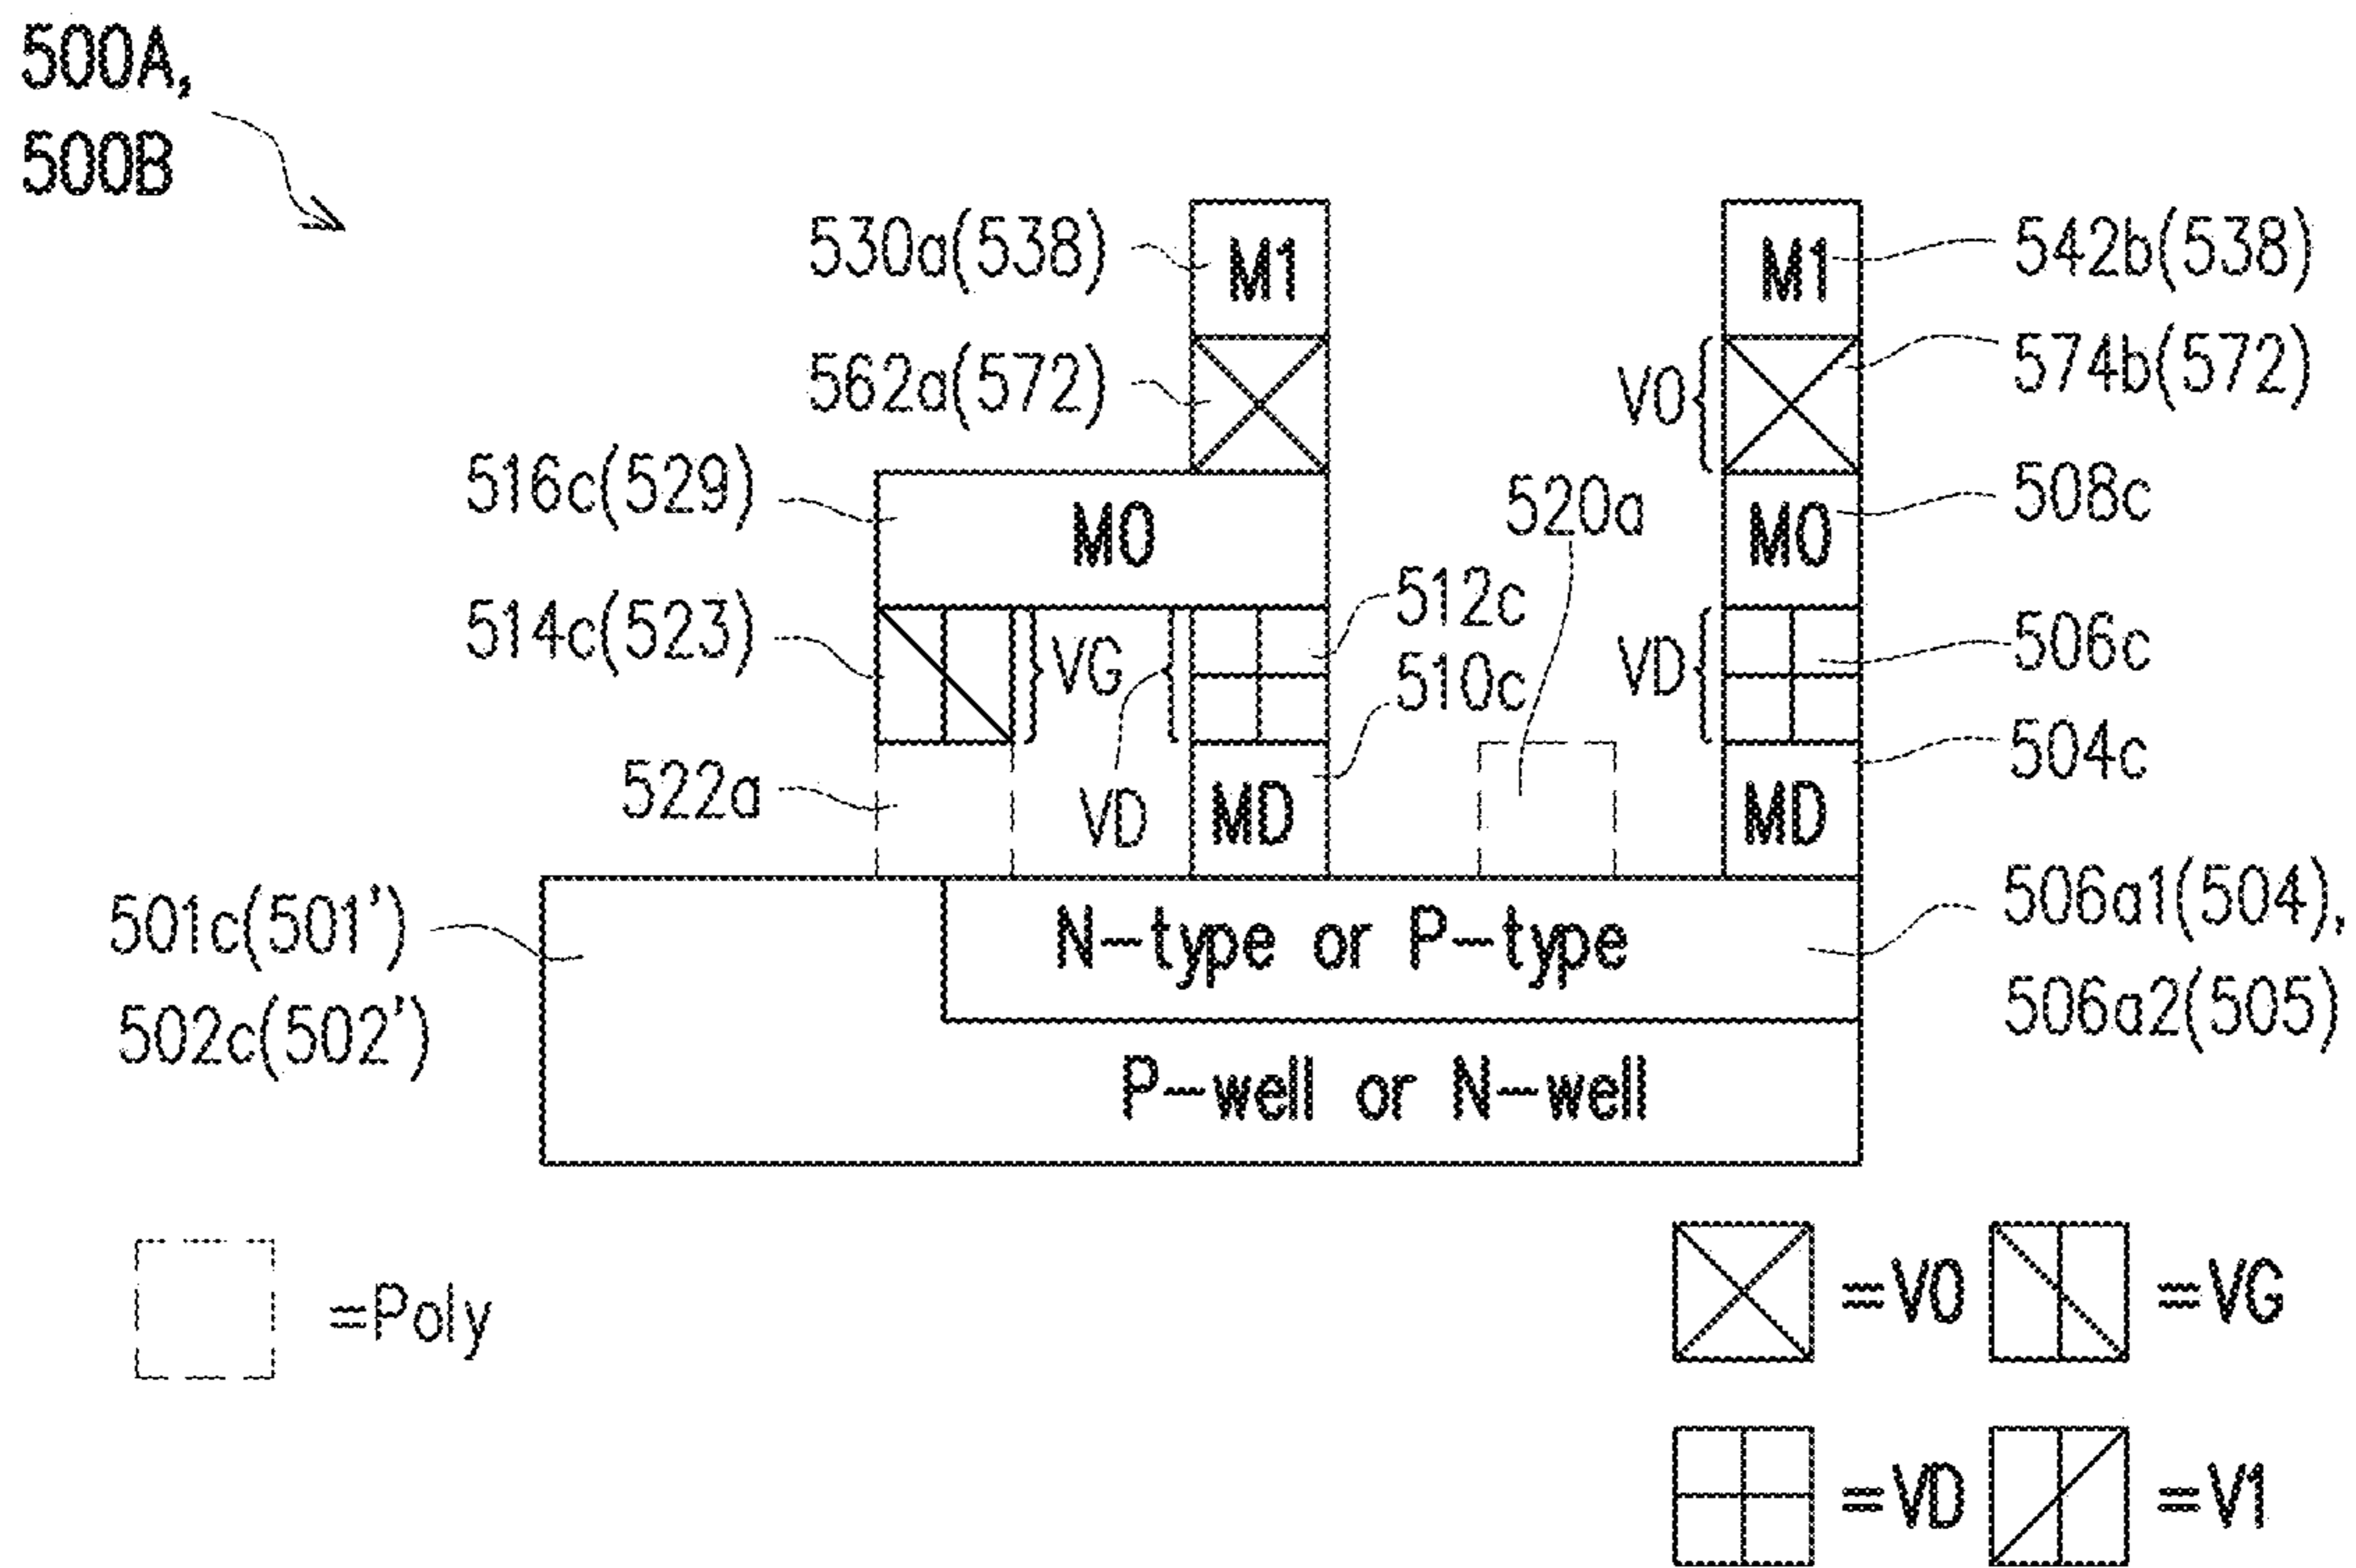 500A,
500B
530a(538)
M1
M1
542b(538)
562a(572)
V0
574b(572)
516c(529)
M0
520a
M0
508c
514c(523)
VG
512c
VD
506c
510c
522a
VD
MD
MD
504c
501c(501')
502c(502')
N-type or P-type
506a1(504),
506a2(505)
P-well or N-well
=Poly
=V0
=VG
=VD
=V1